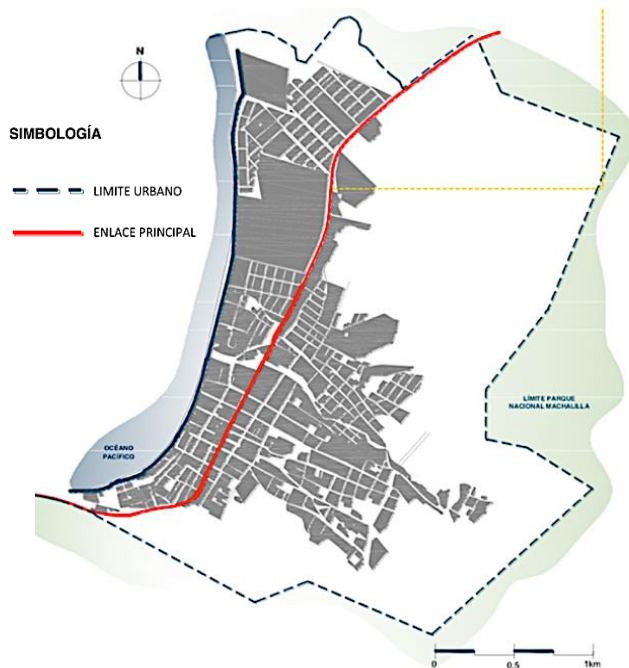 N
SIMBOLOGÍA
LIMITE URBANO
ENLACE PRINCIPAL
LÍMITE PARQUE
NACIONAL MACHALILLA
OCÉANO
PACÍFICO
0 0.5 1km